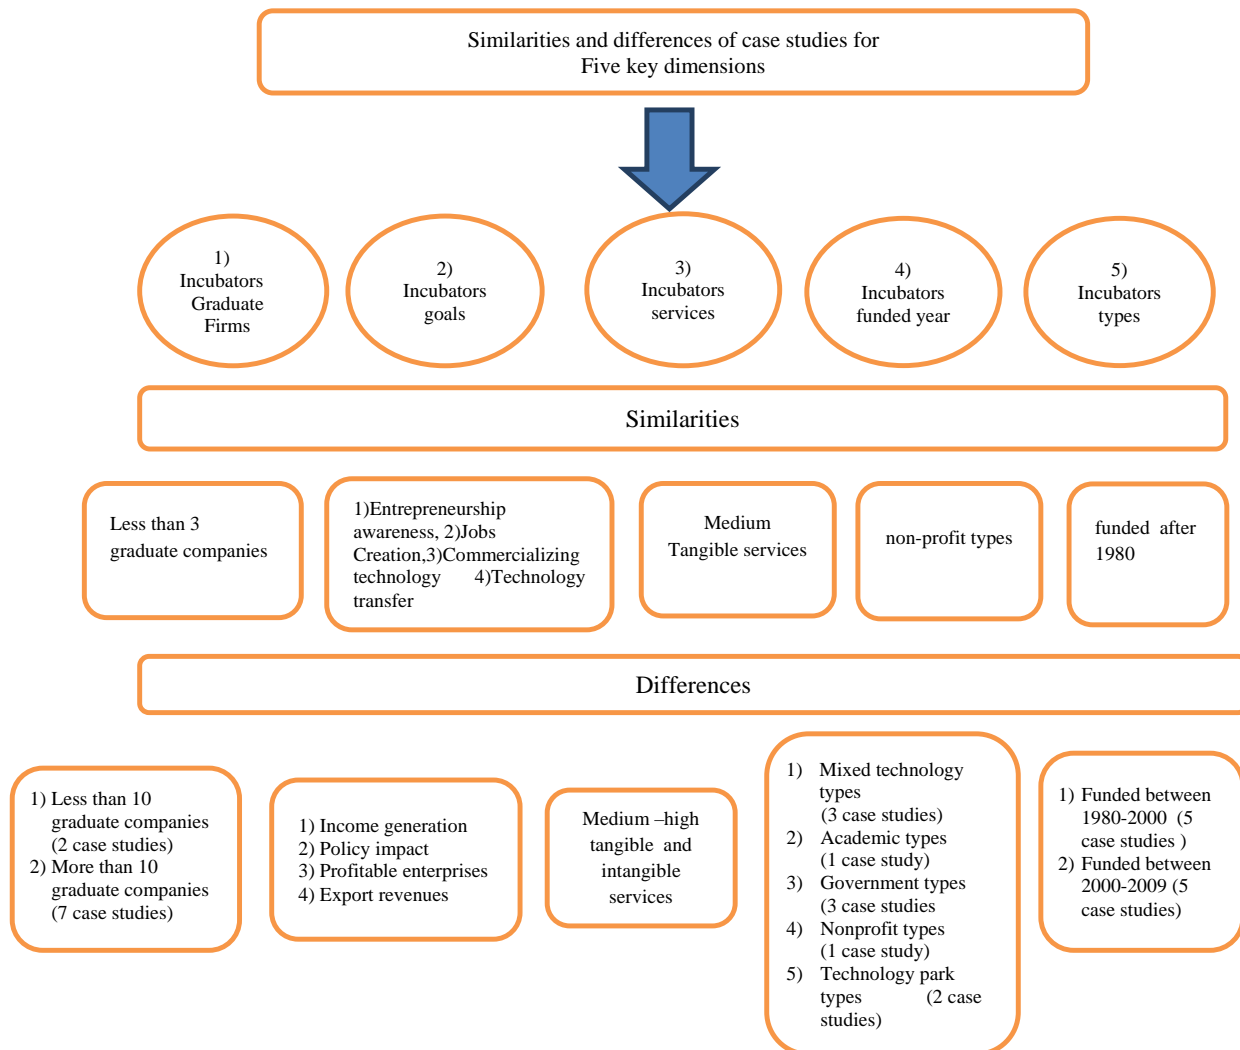 Similarities and differences of case studies for
Five key dimensions
1)
Incubators
Graduate
Firms
2)
Incubators
goals
3)
Incubators
services
4)
Incubators
funded year
5)
Incubators
types
Similarities
Less than 3
graduate companies
1)Entrepreneurship
awareness, 2)Jobs
Creation,3)Commercializing
technology 4)Technology
transfer
Medium
Tangible services
non-profit types
funded after
1980
Differences
1) Less than 10
graduate companies
(2 case studies)
2) More than 10
graduate companies
(7 case studies)
1) Income generation
2) Policy impact
3) Profitable enterprises
4) Export revenues
Medium –high
tangible and
intangible
services
1) Mixed technology
types
(3 case studies)
2) Academic types
(1 case study)
3) Government types
(3 case studies
4) Nonprofit types
(1 case study)
5) Technology park
types (2 case
studies)
1) Funded between
1980-2000 (5
case studies )
2) Funded between
2000-2009 (5
case studies)